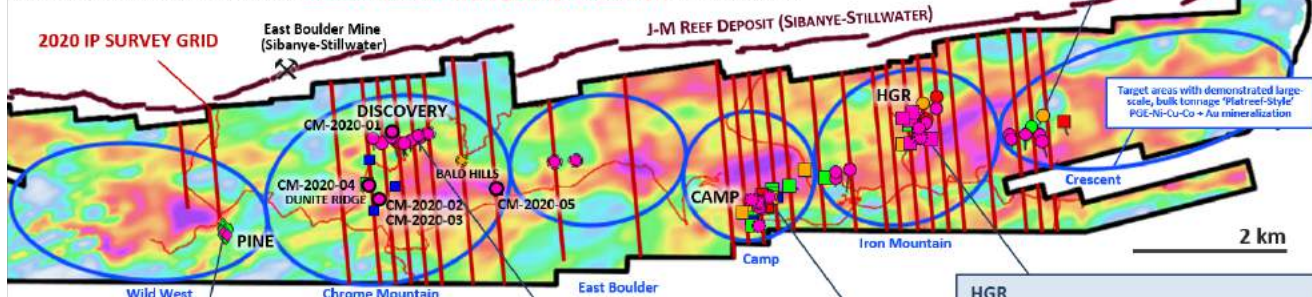 J-M REEF DEPOSIT (SIBANYE-STILLWATER)
East Boulder Mine
(Sibanye-Stillwater)
2020 IP SURVEY GRID
Target areas with demonstrated large-
scale, bulk tonnage 'Platreef-Style'
PGE-Ni-Cu-Co + Au mineralization
HGR
DISCOVERY
CM-2020-01
BALD HILLS
CM-2020-04
DUNITE RIDGE
CM-2020-02
CM-2020-03
CM-2020-05
CAMP
Crescent
PINE
Iron Mountain
2 km
Camp
Wild West
Chrome Mountain
East Boulder
HGR